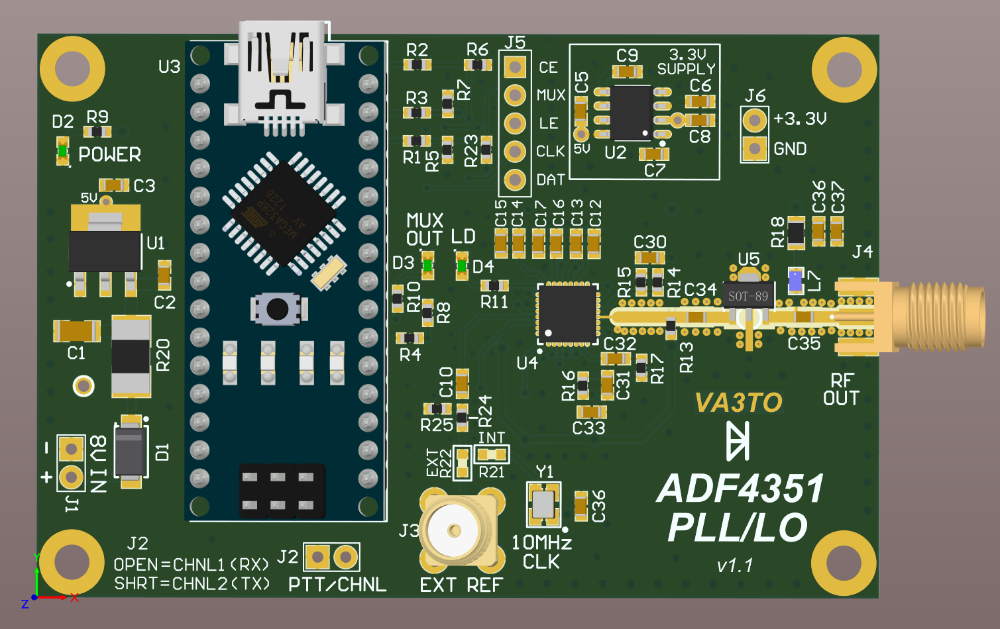 U3
R2
R6
J5
CE
MUX
LE
CLK
DAT
C9
3.3V
SUPPLY
C5
C6
C8
5V
U2
C7
J6
+3.3V
GND
R3
R7
R1
R5
R23
D2
R9
POWER
C3
5V
U1
C2
C1
R20
D1
-
+
8V IN
J1
MEGA328P
AV
1226
MUX
OUT
LD
D3
D4
R10
R8
R11
R4
C15
C14
C17
C16
C13
C12
C30
R15
R14
C34
U5
SOT-89
R18
C36
C37
L7
J4
C35
R13
U4
C32
R17
R16
C31
C33
RF
OUT
C10
R25
R24
INT
EXT
R22
R21
Y1
C36
10MHz
CLK
J3
EXT REF
J2
PTT/CHNL
J2
OPEN=CHNL1(RX)
SHRT=CHNL2(TX)
VA3TO
ADF4351
PLL/LO
v1.1
Y
Z
X